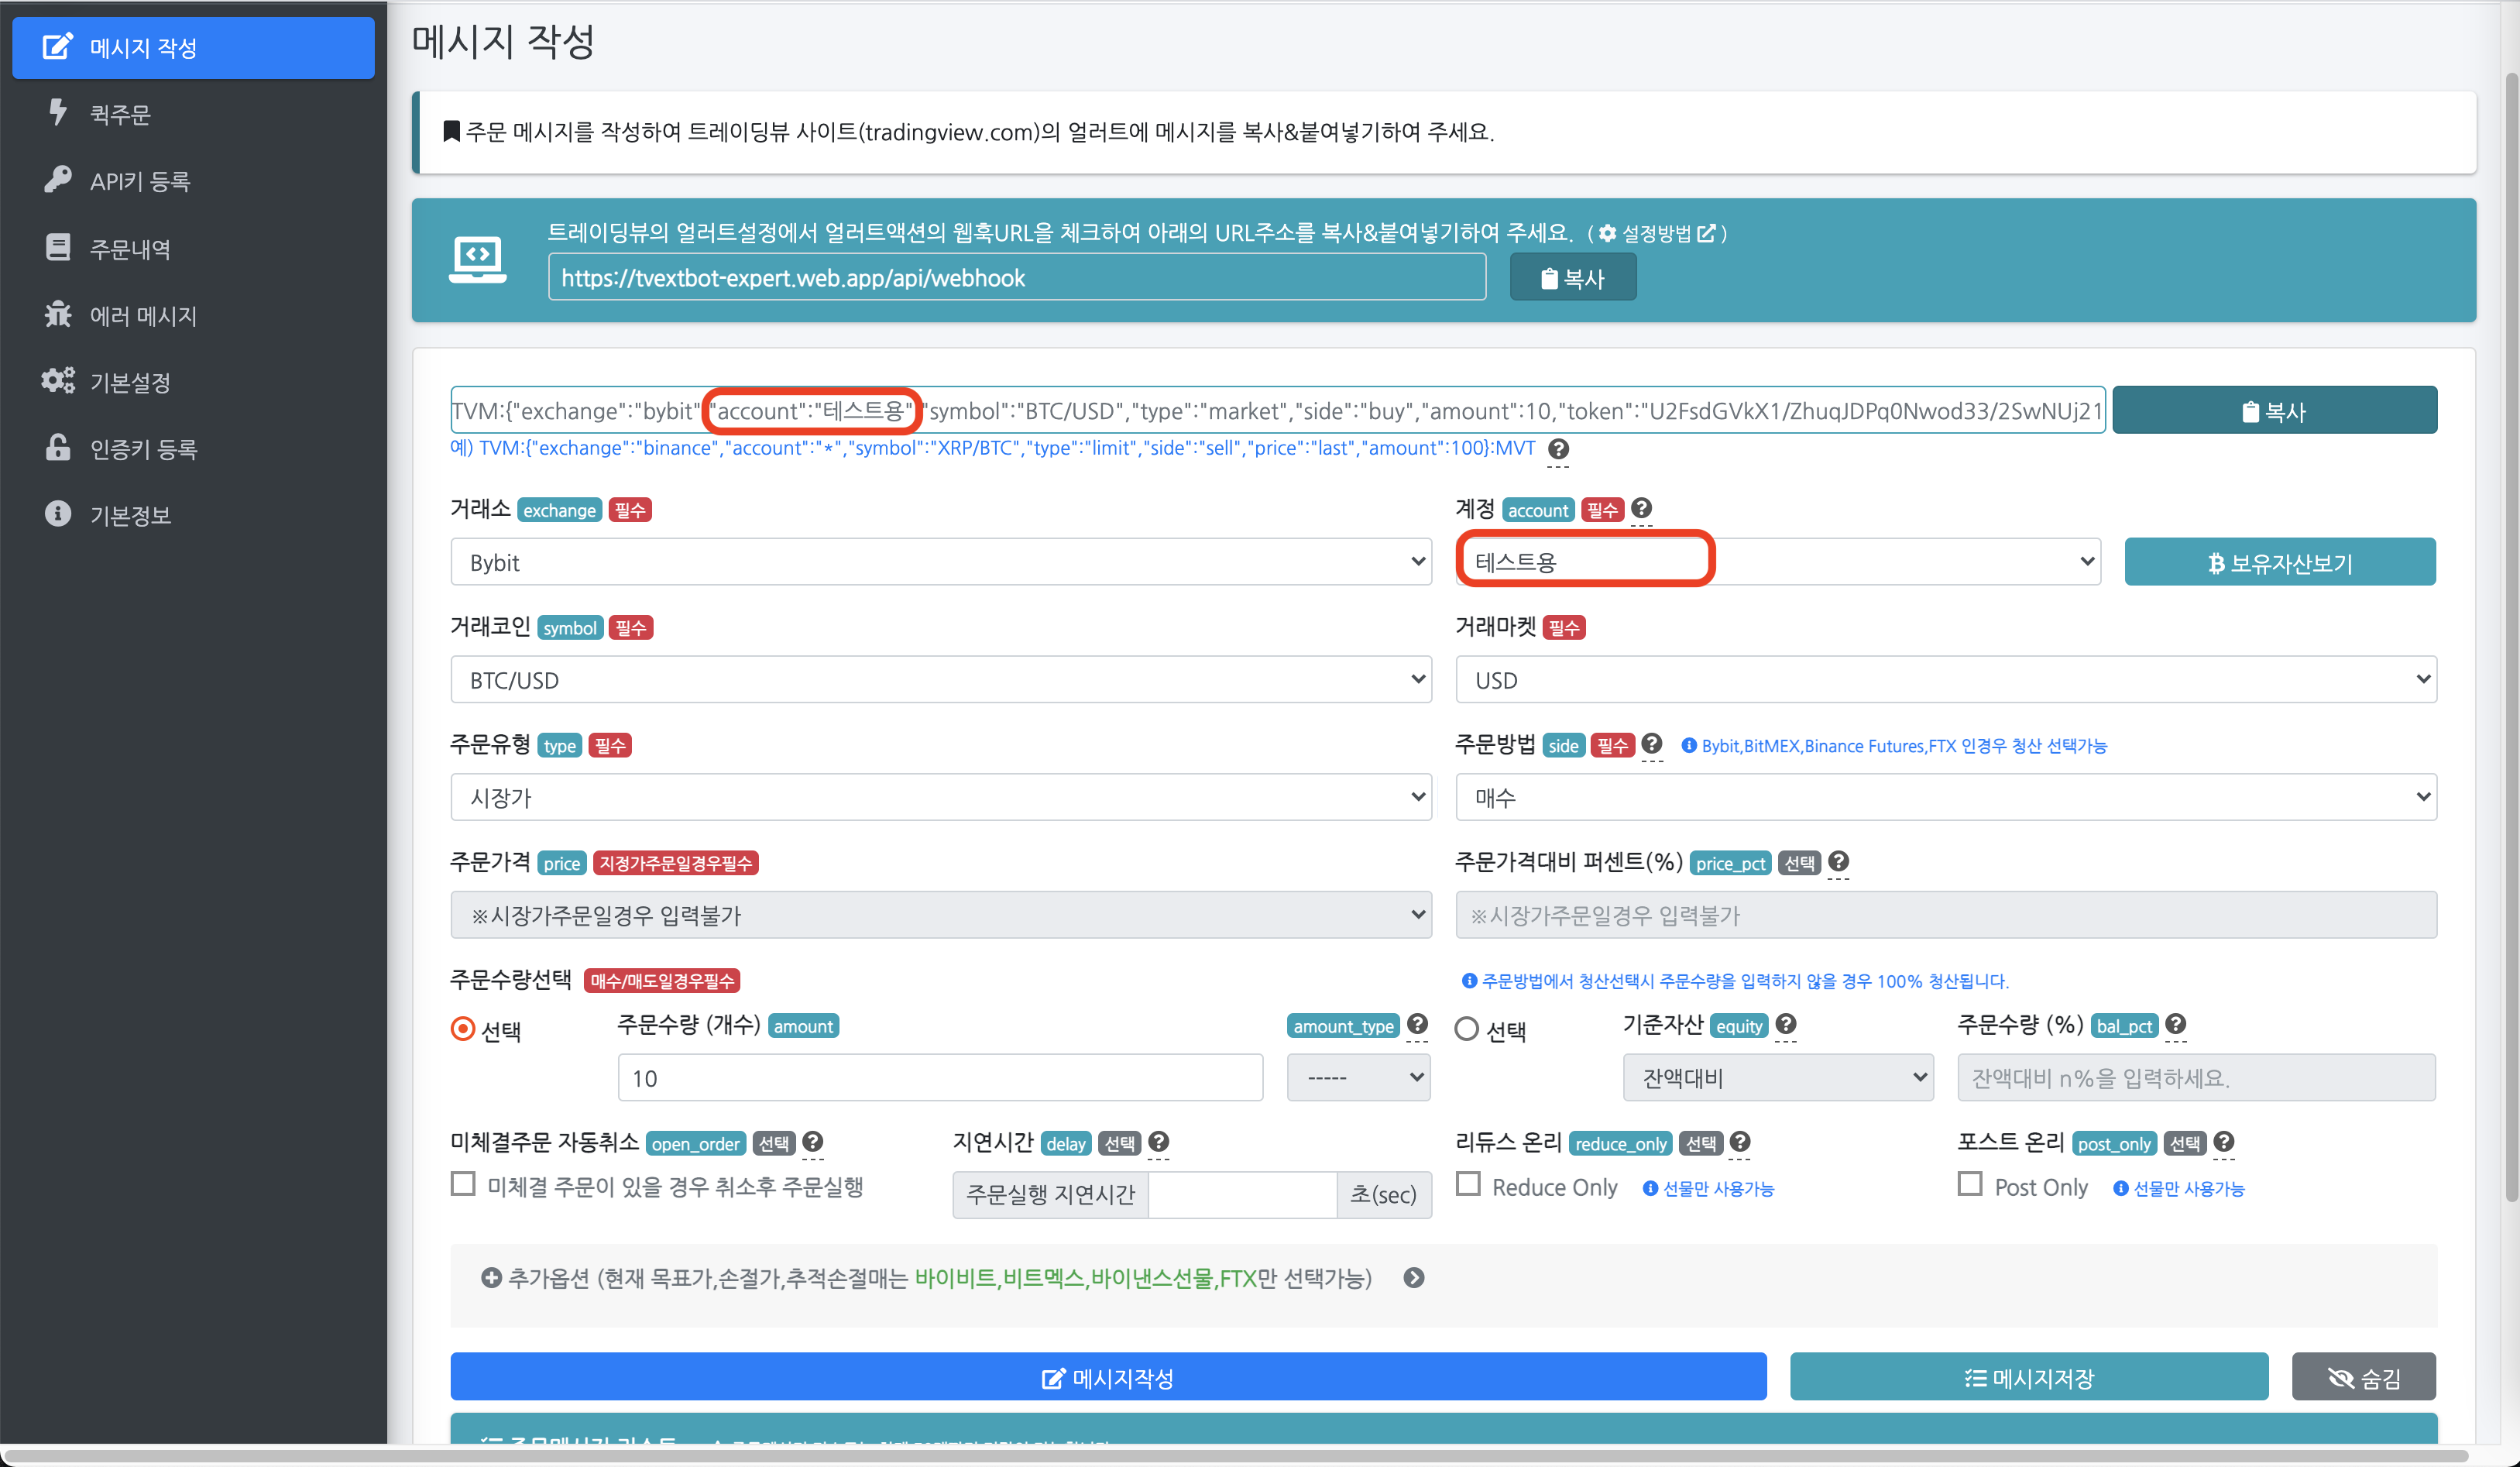 메시지 작성
퀵주문
API키 등록
주문내역
에러 메시지
기본설정
인증키 등록
기본정보
메시지 작성
주문 메시지를 작성하여 트레이딩뷰 사이트(tradingview.com)의 얼러트에 메시지를 복사&붙여넣기하여 주세요.
트레이딩뷰의 얼러트설정에서 얼러트액션의 웹훅URL을 체크하여 아래의 URL주소를 복사&붙여넣기하여 주세요. ( 설정방법 )
https://tvextbot-expert.web.app/api/webhook 복사
TVM:{"exchange":"bybit","account":"테스트용","symbol":"BTC/USD","type":"market","side":"buy","amount":10,"token":"U2FsdGVkX1/ZhuqJDPq0Nwod33/2SwNUj21 복사
예) TVM:{"exchange":"binance","account":"*","symbol":"XRP/BTC","type":"limit","side":"sell","price":"last","amount":100}:MVT
거래소 exchange 필수 계정 account 필수
Bybit 테스트용 보유자산보기
거래코인 symbol 필수 거래마켓 필수
BTC/USD USD
주문유형 type 필수 주문방법 side 필수 Bybit,BitMEX,Binance Futures,FTX 인경우 청산 선택가능
시장가 매수
주문가격 price 지정가주문일경우필수 주문가격대비 퍼센트(%) price_pct 선택
※시장가주문일경우 입력불가 ※시장가주문일경우 입력불가
주문수량선택 매수/매도일경우필수 주문방법에서 청산선택시 주문수량을 입력하지 않을 경우 100% 청산됩니다.
선택 주문수량 (개수) amount amount_type 선택 기준자산 equity 주문수량 (%) bal_pct
10 ----- 잔액대비 잔액대비 n%을 입력하세요.
미체결주문 자동취소 open_order 선택 지연시간 delay 선택 리듀스 온리 reduce_only 선택 포스트 온리 post_only 선택
미체결 주문이 있을 경우 취소후 주문실행 주문실행 지연시간 초(sec) Reduce Only 선물만 사용가능 Post Only 선물만 사용가능
추가옵션 (현재 목표가,손절가,추적손절매는 바이비트,비트멕스,바이낸스선물,FTX만 선택가능)
메시지작성 메시지저장 숨김